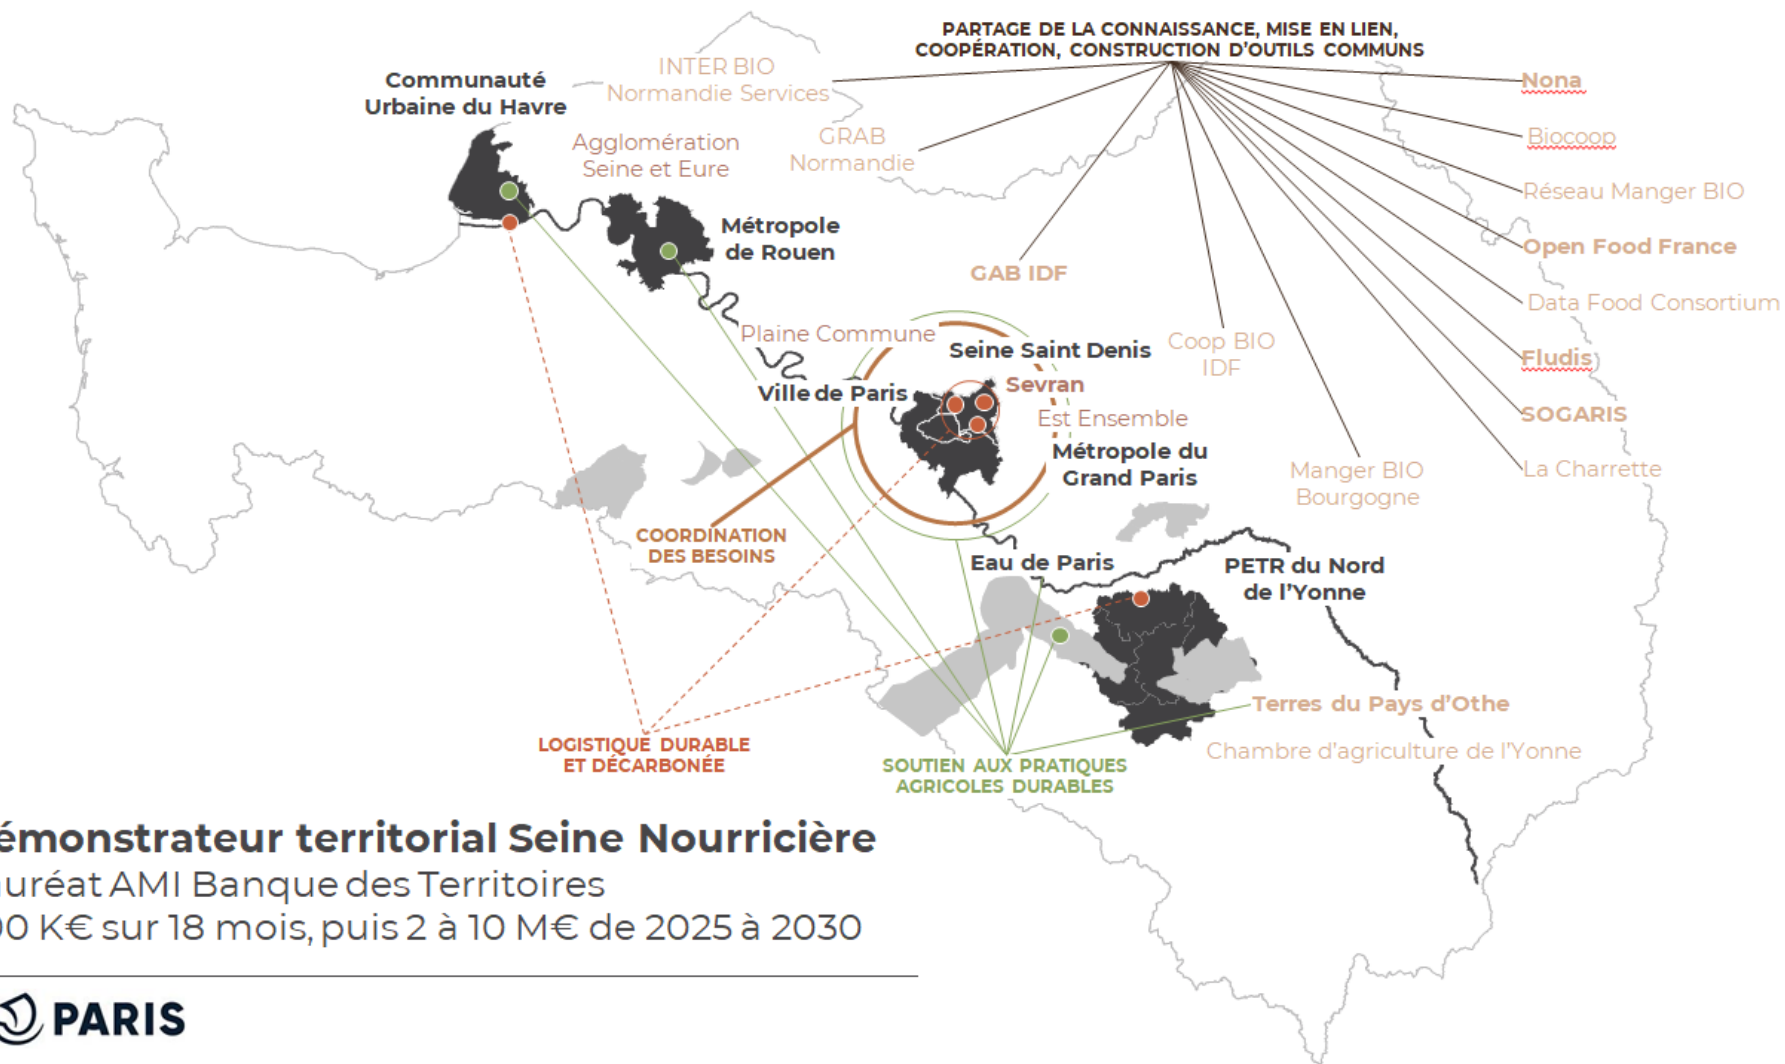 PARTAGE DE LA CONNAISSANCE, MISE EN LIEN,
COOPÉRATION, CONSTRUCTION D'OUTILS COMMUNS
INTER BIO
Normandie Services
Communauté
Urbaine du Havre
Agglomération
Seine et Eure
GRAB
Normandie
Nona
Biocoop
Réseau Manger BIO
Open Food France
Data Food Consortium
Fludis
SOGARIS
La Charrette
Métropole
de Rouen
GAB IDF
Plaine Commune
Seine Saint Denis
Coop BIO
IDF
Ville de Paris
Sevran
Est Ensemble
Métropole du
Grand Paris
Manger BIO
Bourgogne
COORDINATION
DES BESOINS
Eau de Paris
PETR du Nord
de l'Yonne
Terres du Pays d'Othe
Chambre d'agriculture de l'Yonne
LOGISTIQUE DURABLE
ET DÉCARBONÉE
SOUTIEN AUX PRATIQUES
AGRICOLES DURABLES
émonstrateur territorial Seine Nourricière
auréat AMI Banque des Territoires
00 K€ sur 18 mois, puis 2 à 10 M€ de 2025 à 2030
PARIS